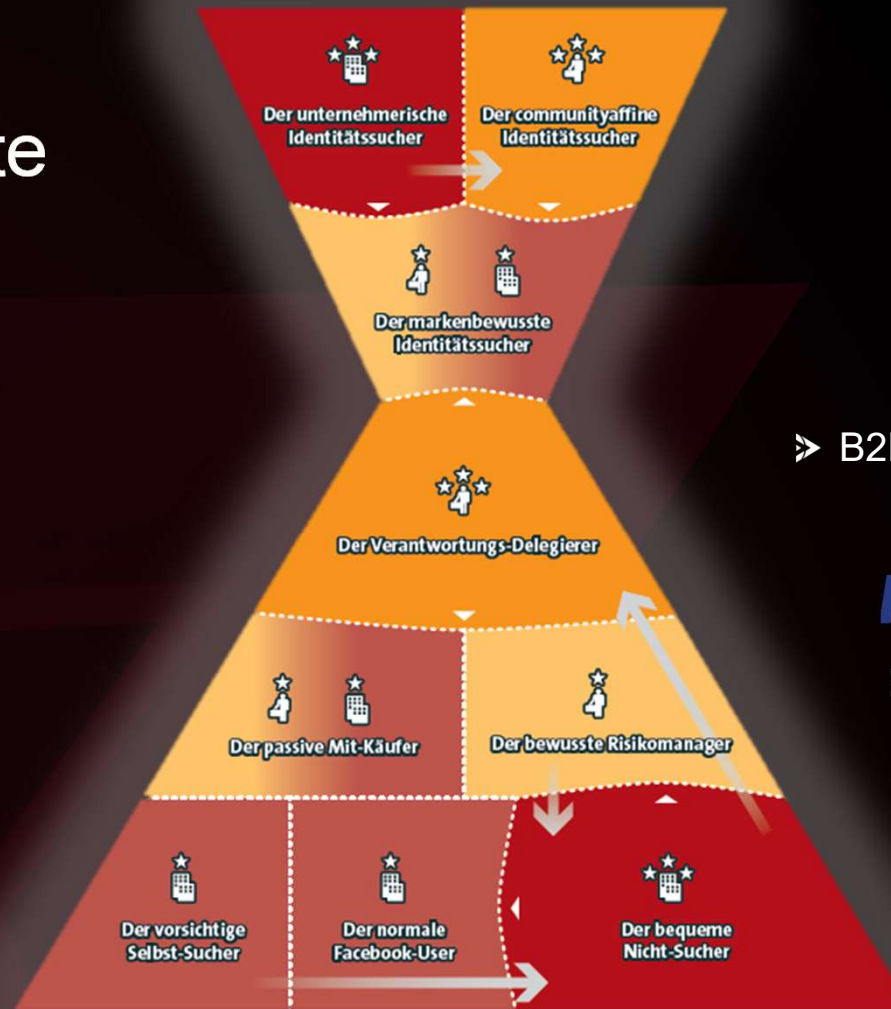 te
Der unternehmerische
Identitätssucher
Der communityaffine
Identitätssucher
Der markenbewusste
Identitätssucher
B2
Der Verantwortungs-Delegierer
Der passive Mit-Käufer
Der bewusste Risikomanager
Der vorsichtige
Selbst-Sucher
Der normale
Facebook-User
Der bequeme
Nicht-Sucher